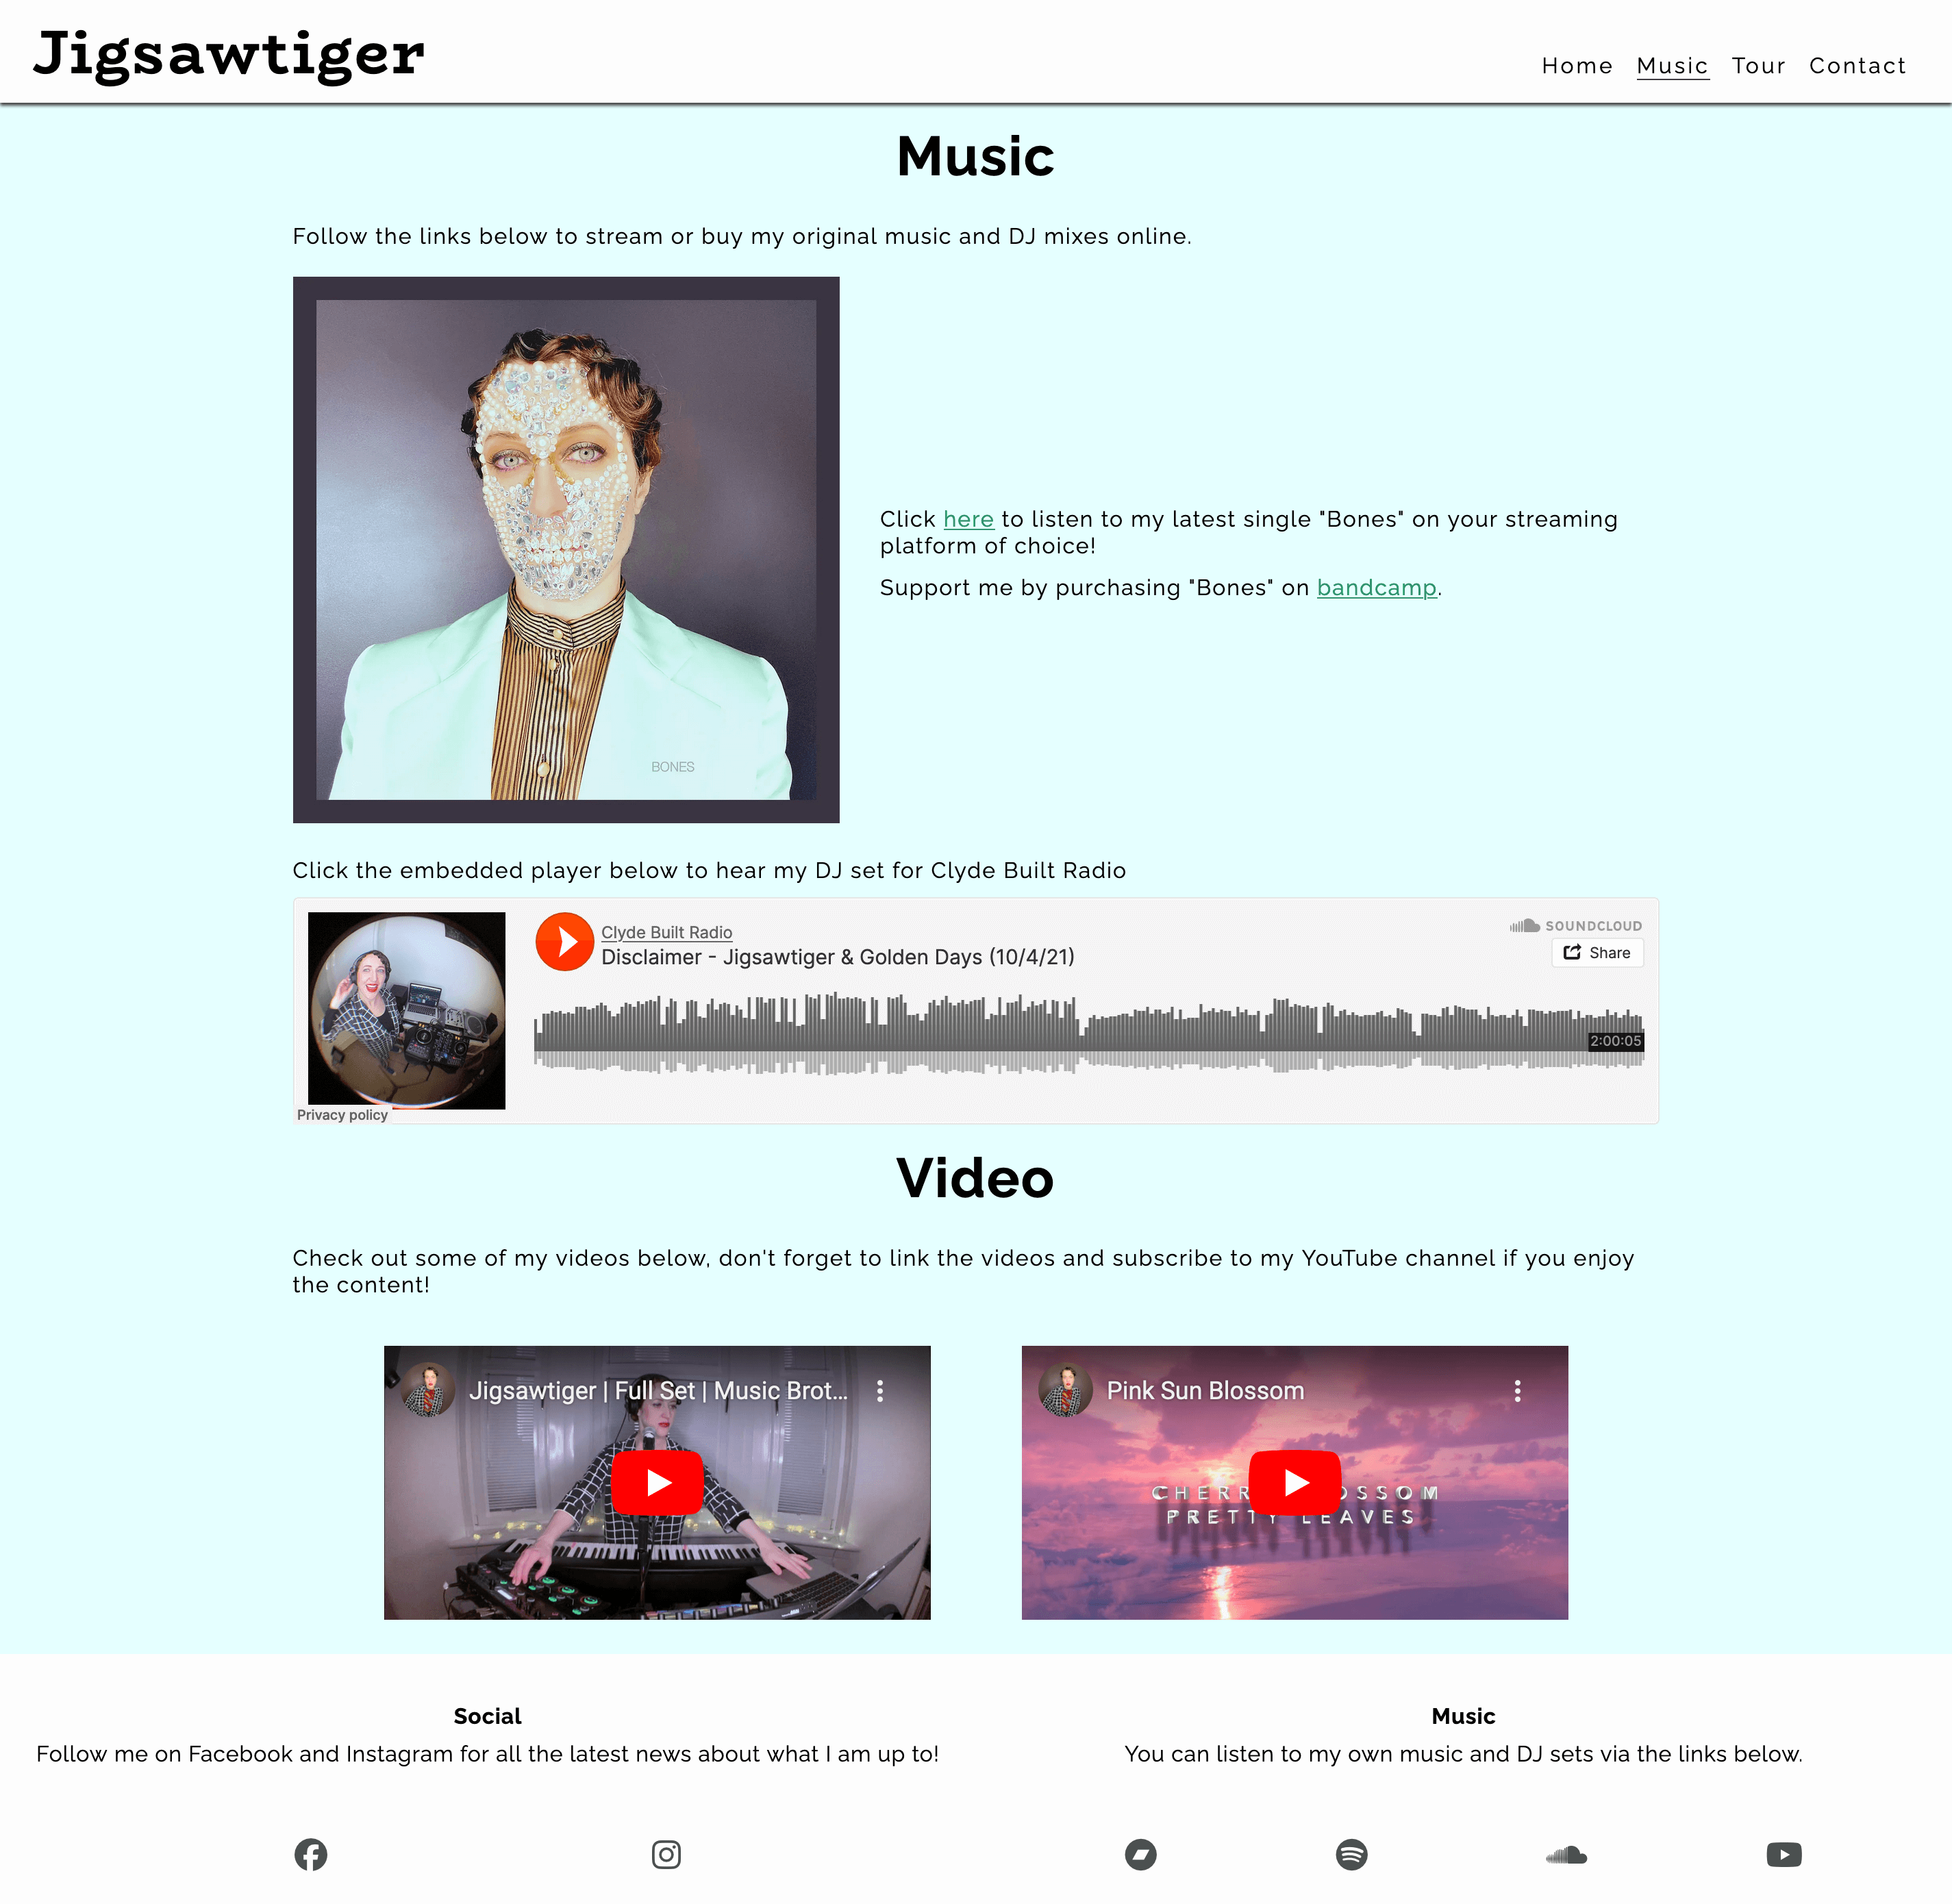 Jigsawtiger
Home Music Tour Contact
Music
Follow the links below to stream or buy my original music and DJ mixes online.
Click here to listen to my latest single "Bones" on your streaming
platform of choice!
Support me by purchasing "Bones" on bandcamp.
BONES
Click the embedded player below to hear my DJ set for Clyde Built Radio
Clyde Built Radio
Disclaimer - Jigsawtiger & Golden Days (10/4/21)
SOUNDCLOUD
Share
2:00:05
Privacy policy
Video
Check out some of my videos below, don't forget to link the videos and subscribe to my YouTube channel if you enjoy
the content!
Jigsawtiger | Full Set | Music Brot...
Pink Sun Blossom
PRETTY LEAVES
Social
Follow me on Facebook and Instagram for all the latest news about what I am up to!
Music
You can listen to my own music and DJ sets via the links below.